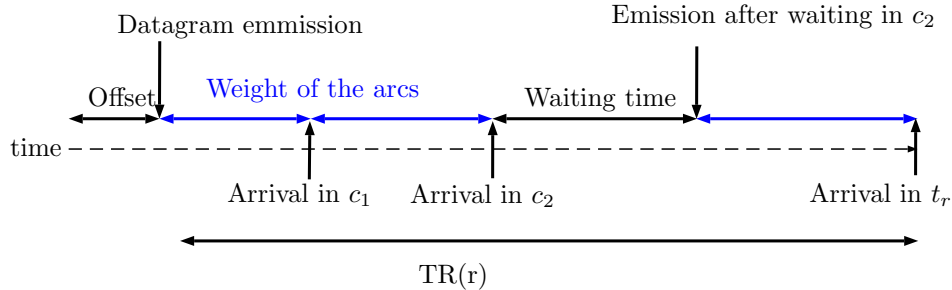 Emission after waiting in c₂
Datagram emmission
Offset
Weight of the arcs
Waiting time
time
Arrival in c₁
Arrival in c₂
Arrival in tᵣ
TR(r)